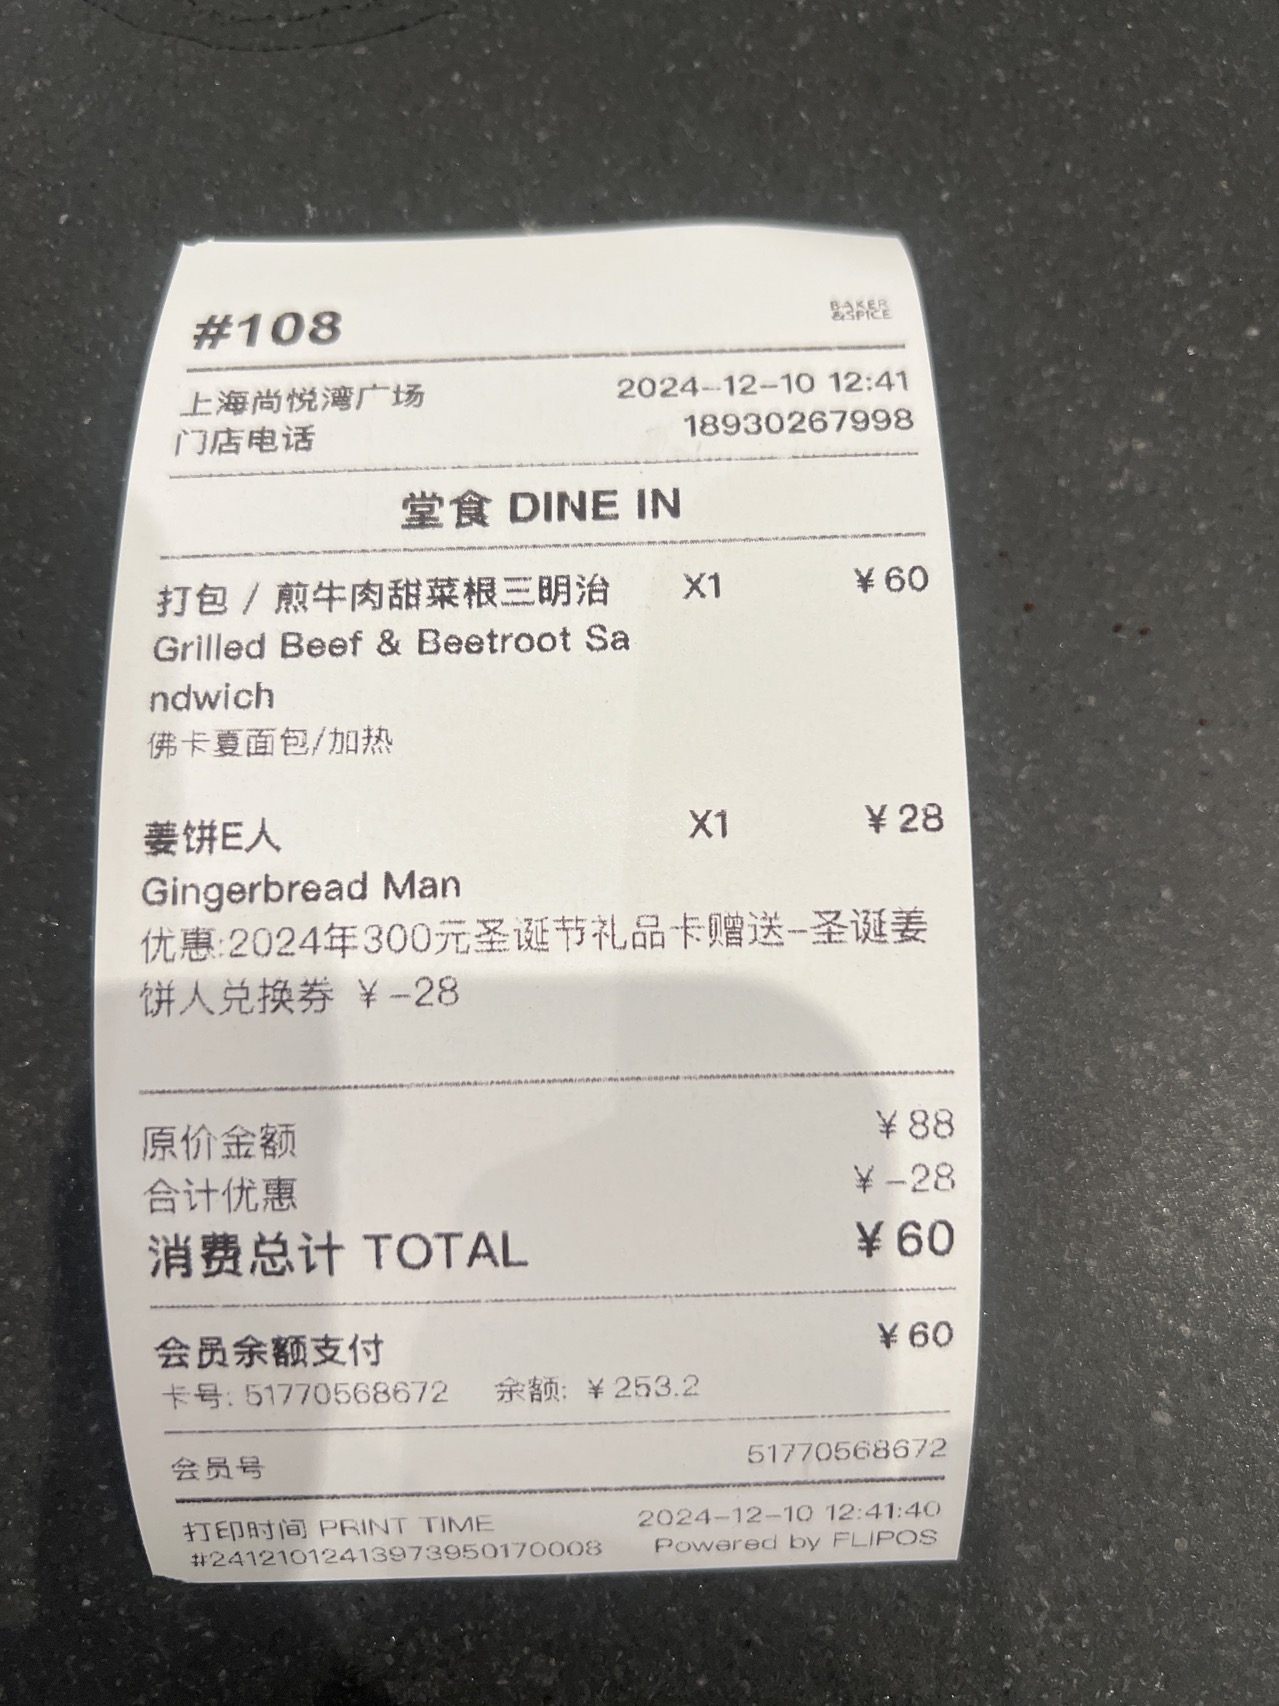 #108
BAKER
&SPICE
上海尚悦湾广场 2024-12-10 12:41
门店电话 18930267998
堂食 DINE IN
打包 / 煎牛肉甜菜根三明治 X1 ¥60
Grilled Beef & Beetroot Sa
ndwich
佛卡夏面包/加热
姜饼E人 X1 ¥28
Gingerbread Man
优惠:2024年300元圣诞节礼品卡赠送-圣诞姜
饼人兑换券 ¥-28
原价金额 ¥88
合计优惠 ¥-28
消费总计 TOTAL ¥60
会员余额支付 ¥60
卡号: 51770568672 余额: ¥253.2
会员号 51770568672
打印时间 PRINT TIME 2024-12-10 12:41:40
#241210124139739501​70008 Powered by FLIPOS